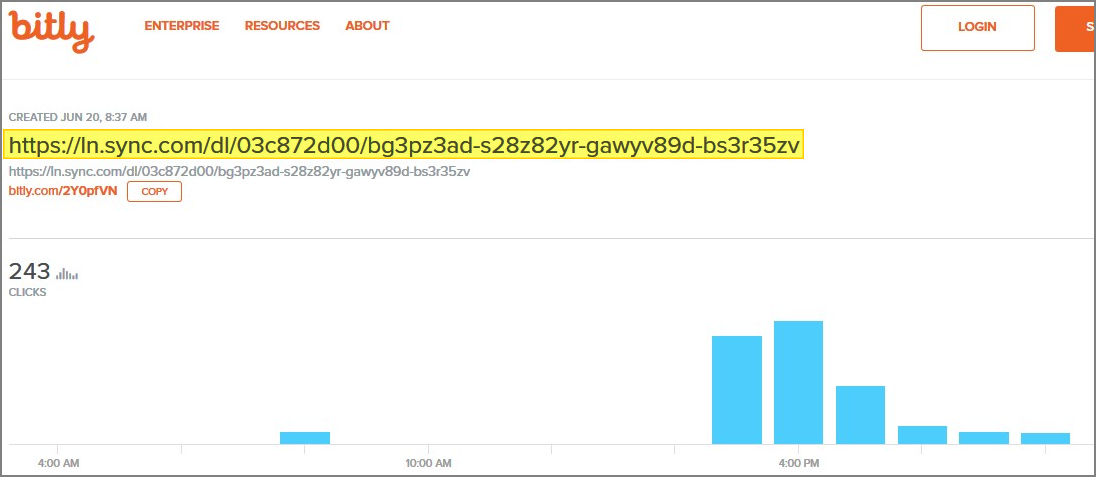 bitly
ENTERPRISE RESOURCES ABOUT LOGIN S
CREATED JUN 20, 8:37 AM
https://ln.sync.com/dl/03c872d00/bg3pz3ad-s28z82yr-gawyv89d-bs3r35zv
https://ln.sync.com/dl/03c872d00/bg3pz3ad-s28z82yr-gawyv89d-bs3r35zv
bitly.com/2Y0pfVN COPY
243
CLICKS
4:00 AM 10:00 AM 4:00 PM